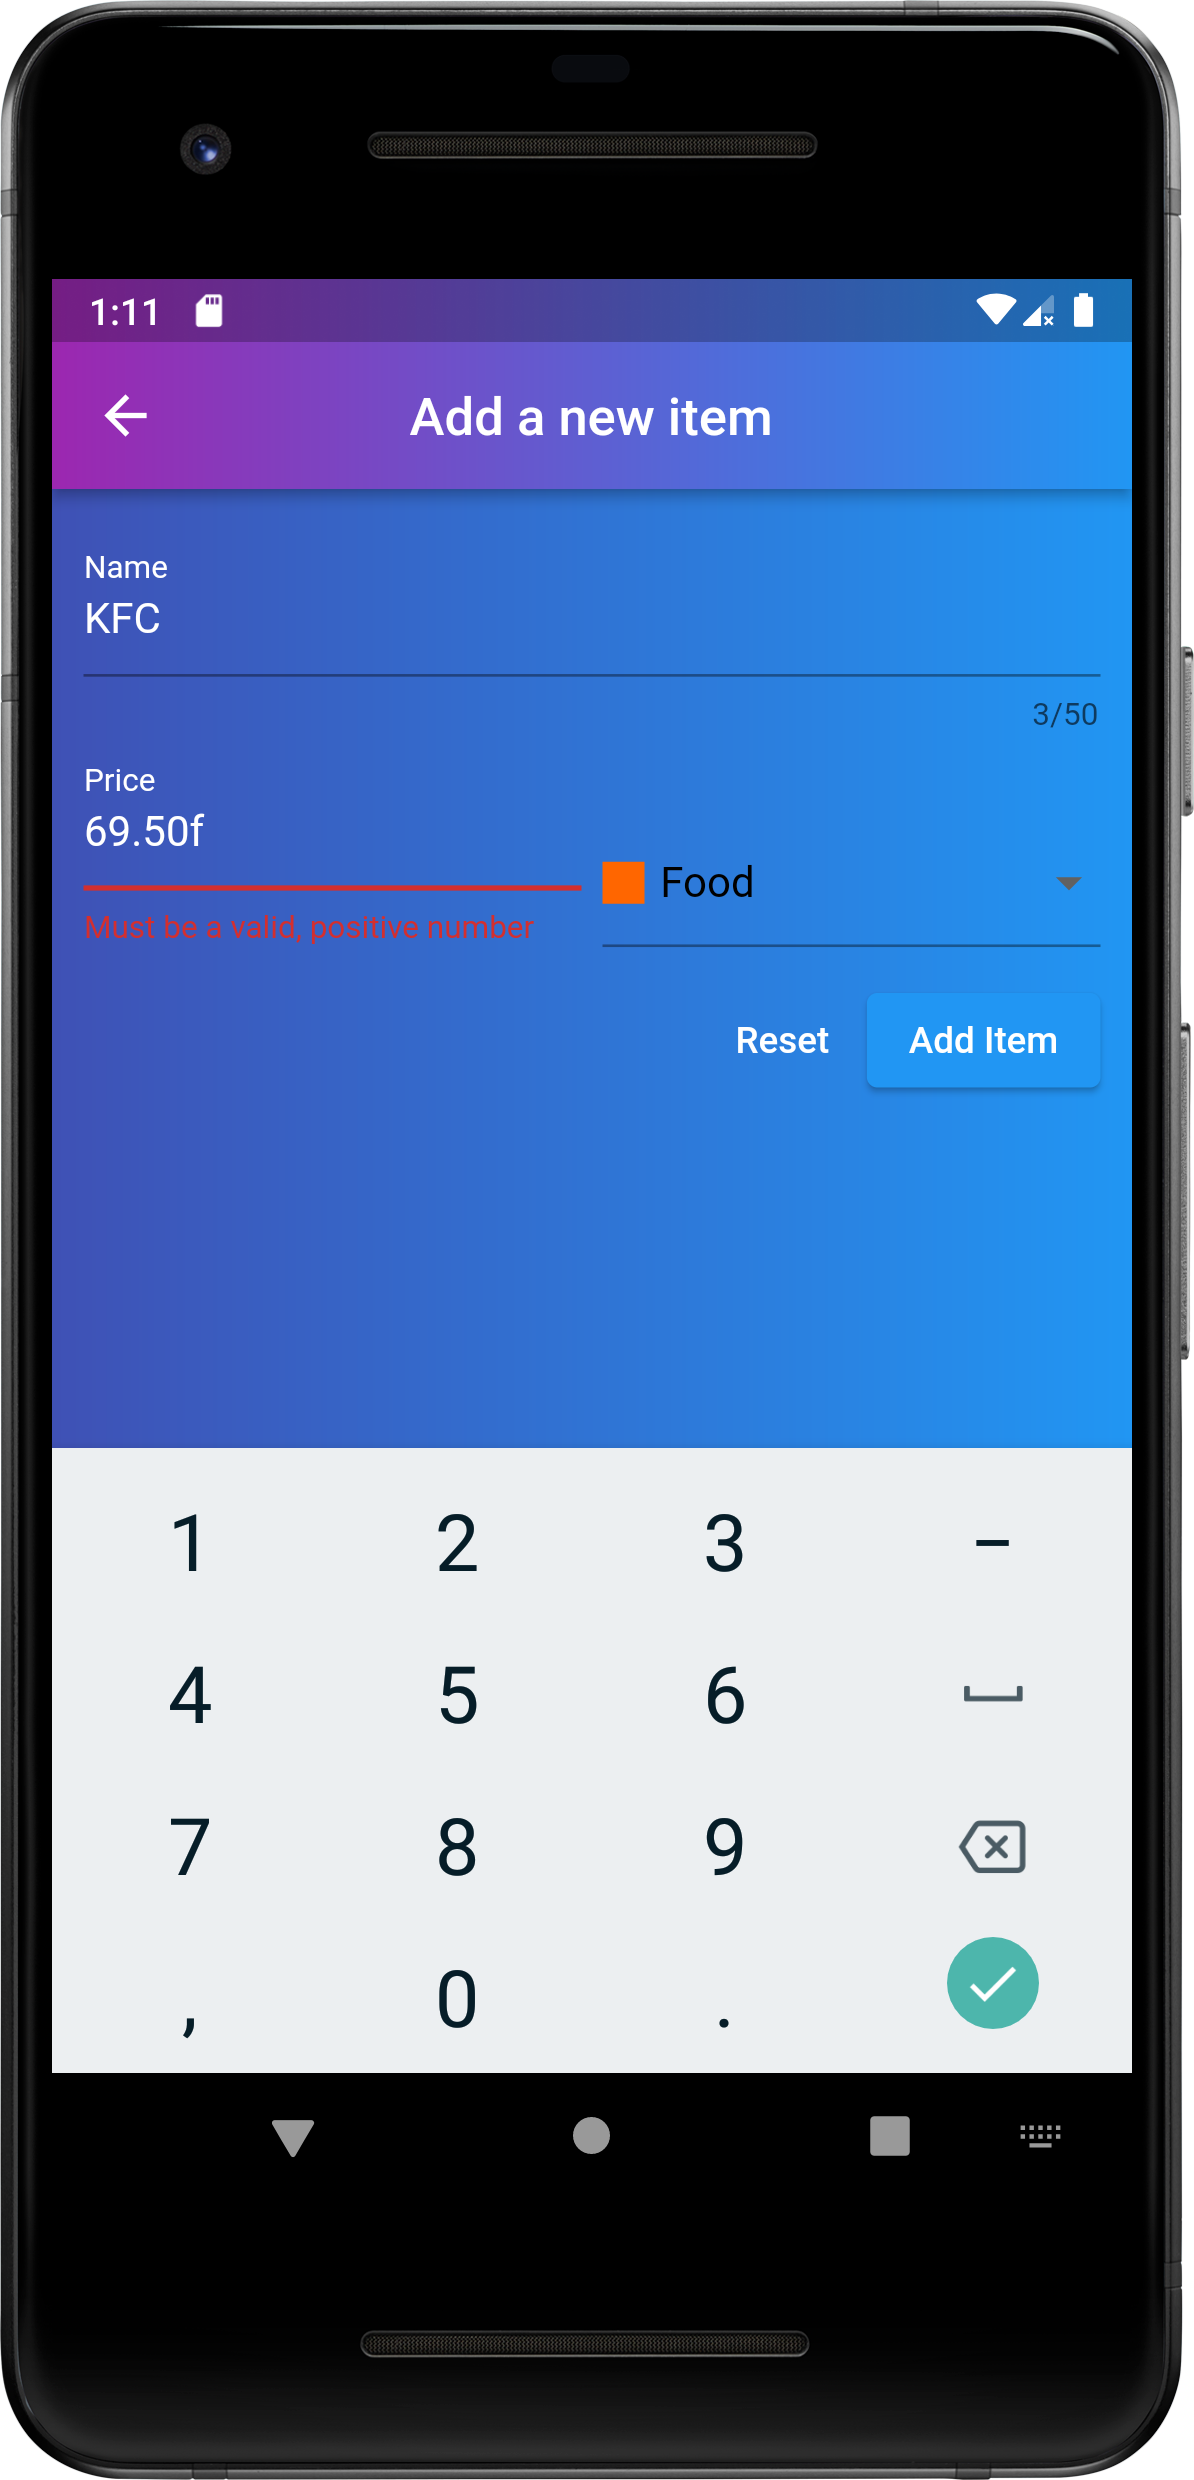 1:11
Add a new item
Name
KFC
3/50
Price
69.50f
Food
Must be a valid, positive number
Reset Add Item
1 2 3 –
4 5 6
7 8 9
, 0 .